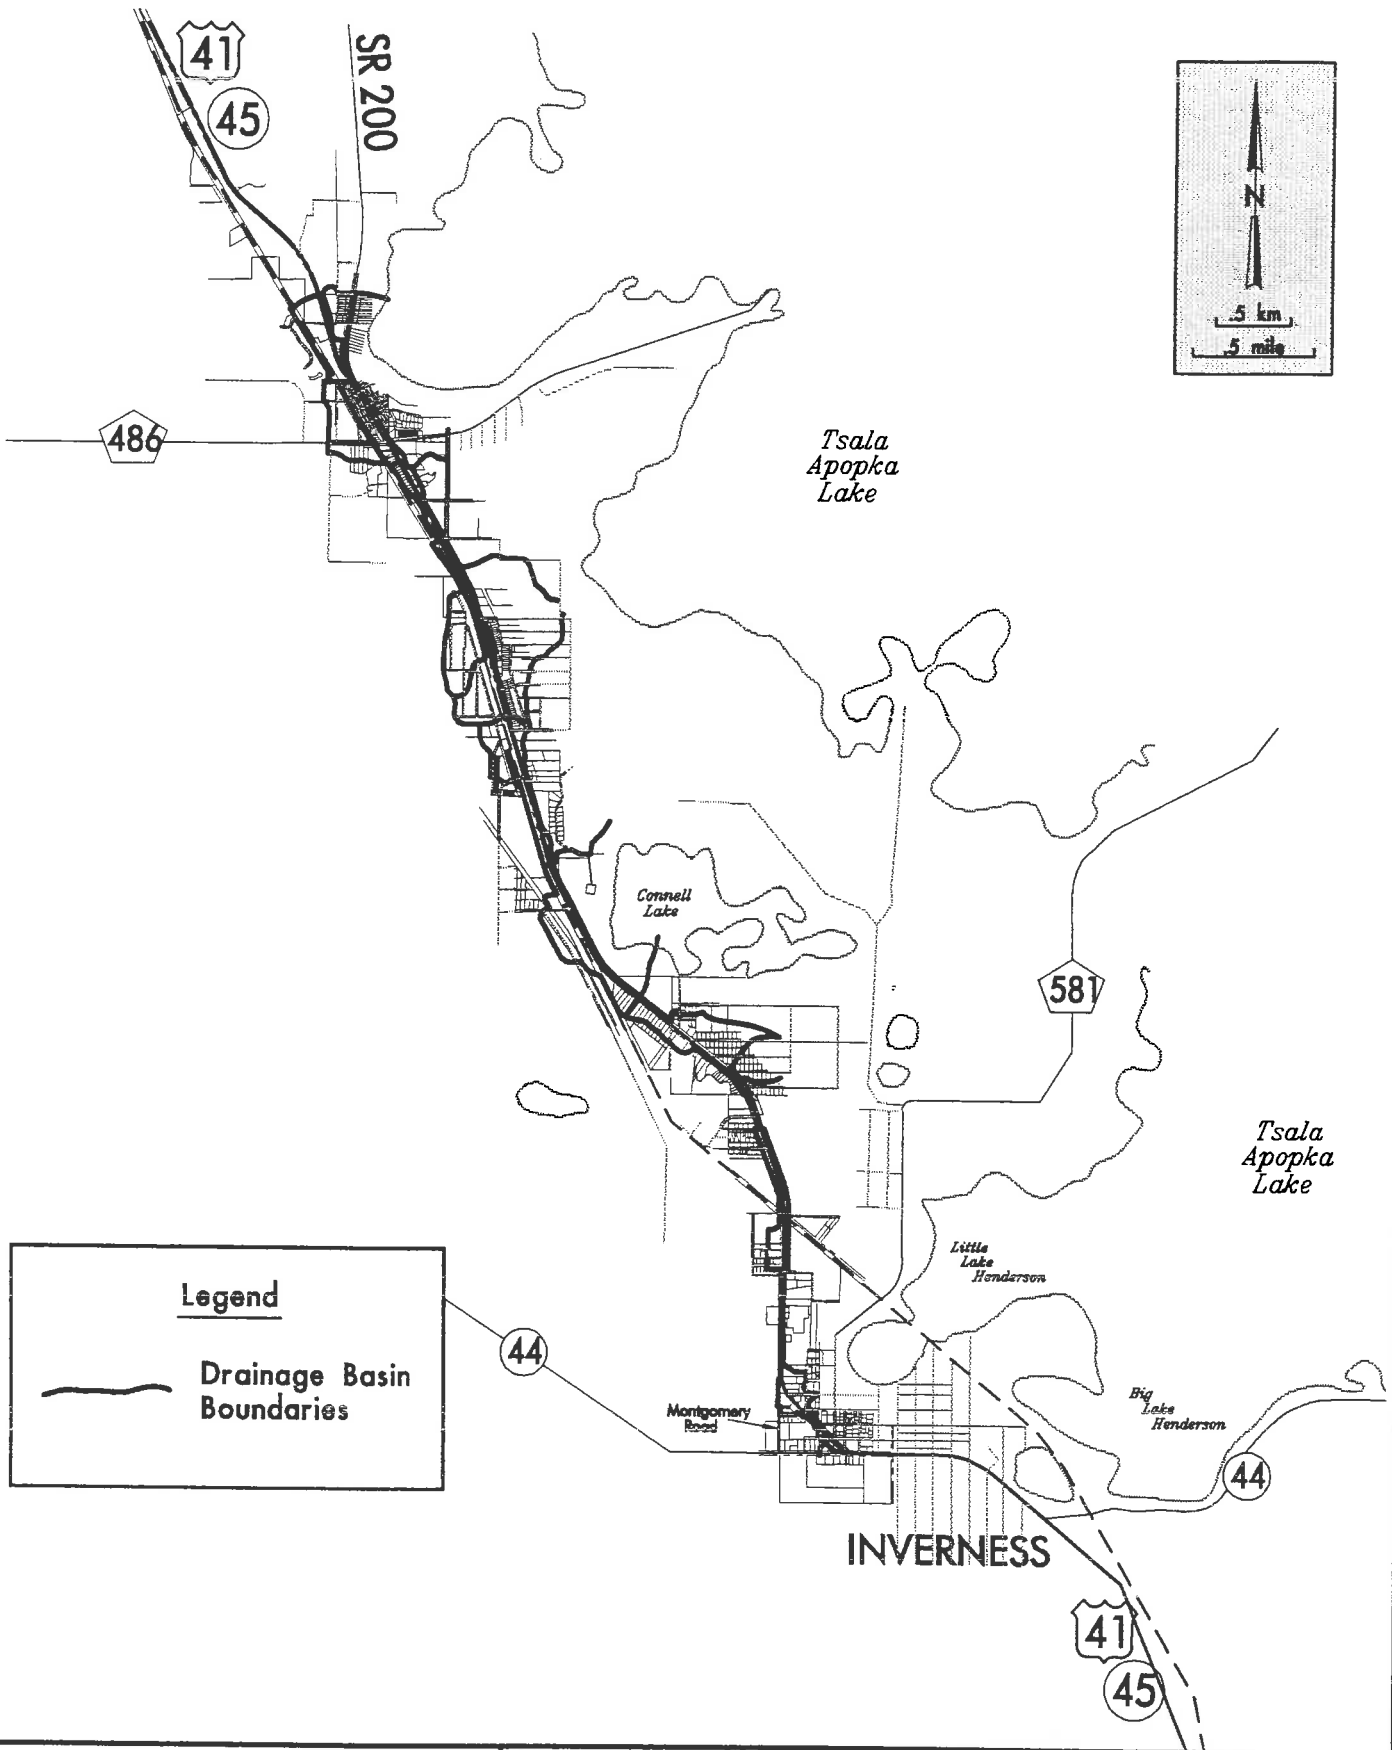 41
45
SR 200
N
.5 km
.5 mile
486
Tsala
Apopka
Lake
Connell
Lake
581
Tsala
Apopka
Lake
Little
Lake
Henderson
Legend
Drainage Basin
Boundaries
44
Big
Lake
Henderson
Montgomery
Road
44
INVERNESS
41
45